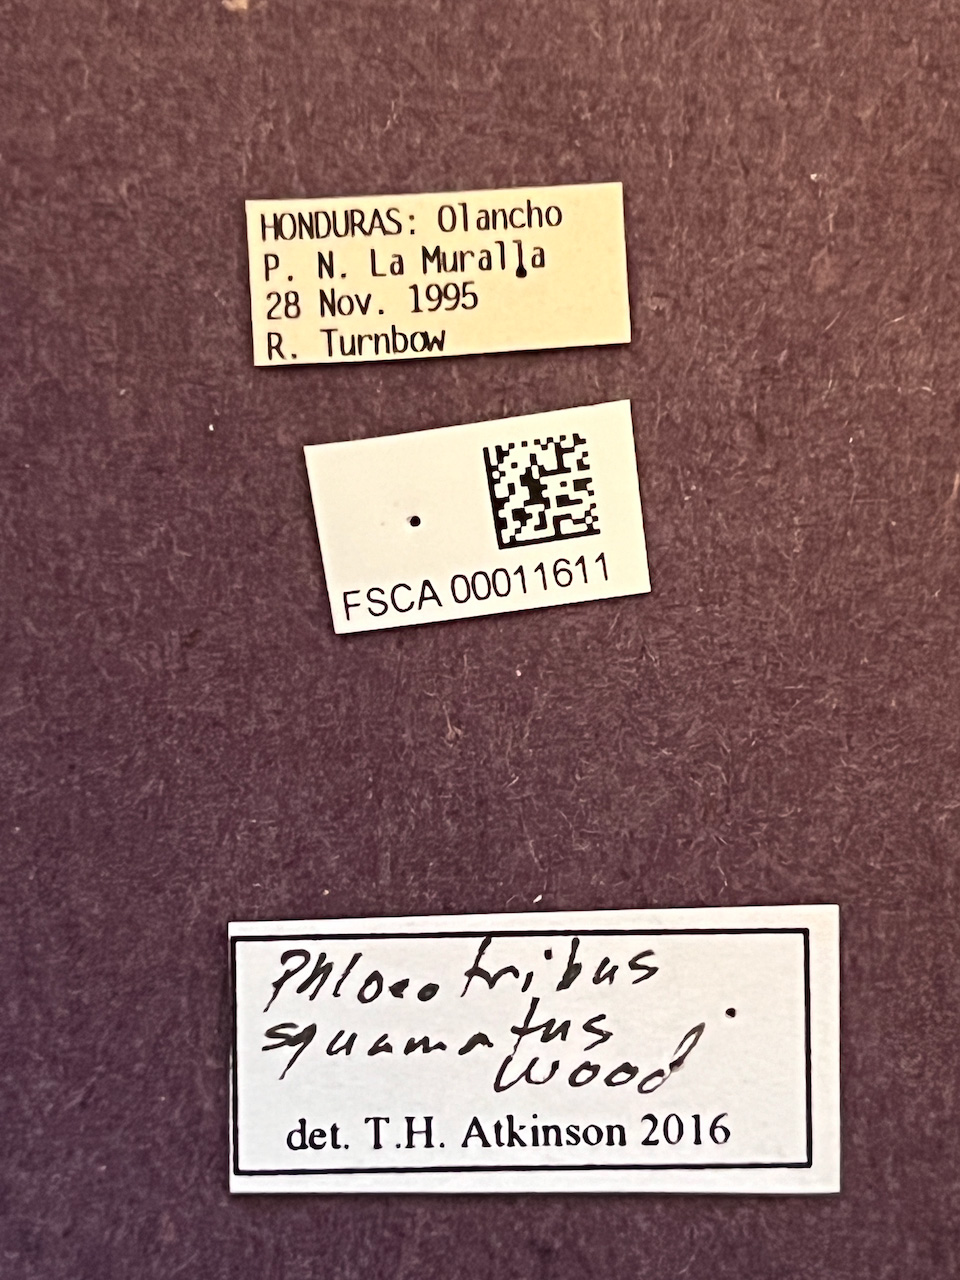 HONDURAS: Olancho
P. N. La Muralla
28 Nov. 1995
R. Turnbow
FSCA 00011611
Phloeotribus
squamatus
Wood
det. T.H. Atkinson 2016